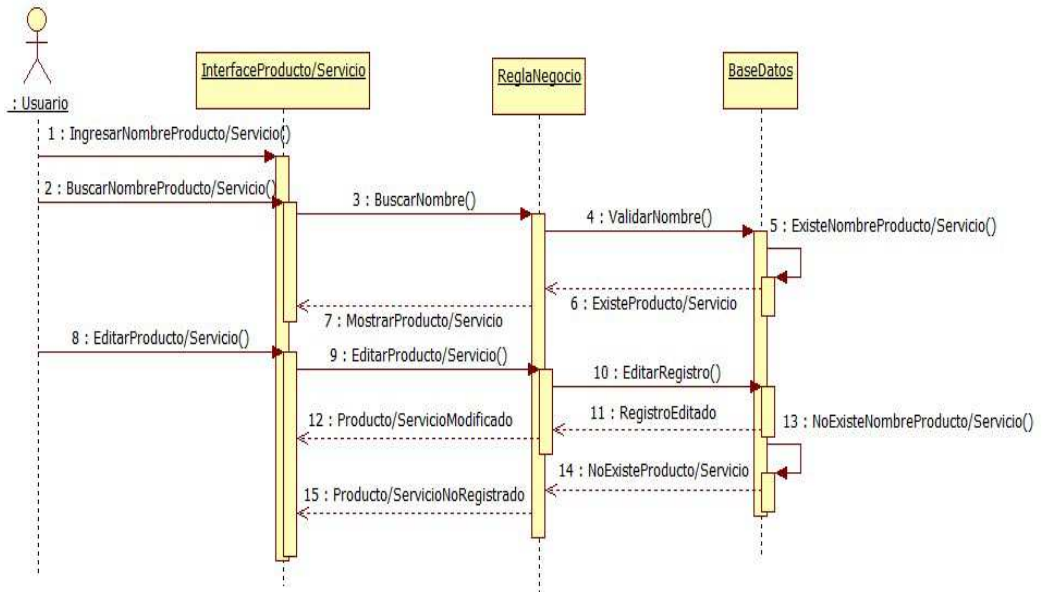 : Usuario
InterfaceProducto/Servicio
ReglaNegocio
BaseDatos
1 : IngresarNombreProducto/Servicio()
2 : BuscarNombreProducto/Servicio()
3 : BuscarNombre()
4 : ValidarNombre()
5 : ExisteNombreProducto/Servicio()
6 : ExisteProducto/Servicio
7 : MostrarProducto/Servicio
8 : EditarProducto/Servicio()
9 : EditarProducto/Servicio()
10 : EditarRegistro()
11 : RegistroEditado
12 : Producto/ServicioModificado
13 : NoExisteNombreProducto/Servicio()
14 : NoExisteProducto/Servicio
15 : Producto/ServicioNoRegistrado